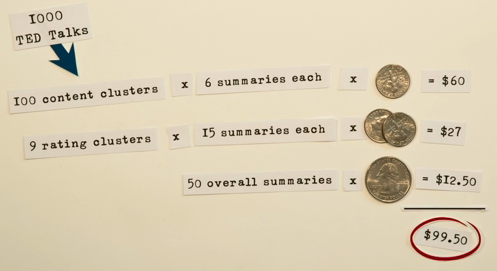 1000
TED Talks
100 content clusters x 6 summaries each x = $60
9 rating clusters x 15 summaries each x = $27
50 overall summaries x = $12.50
$99.50